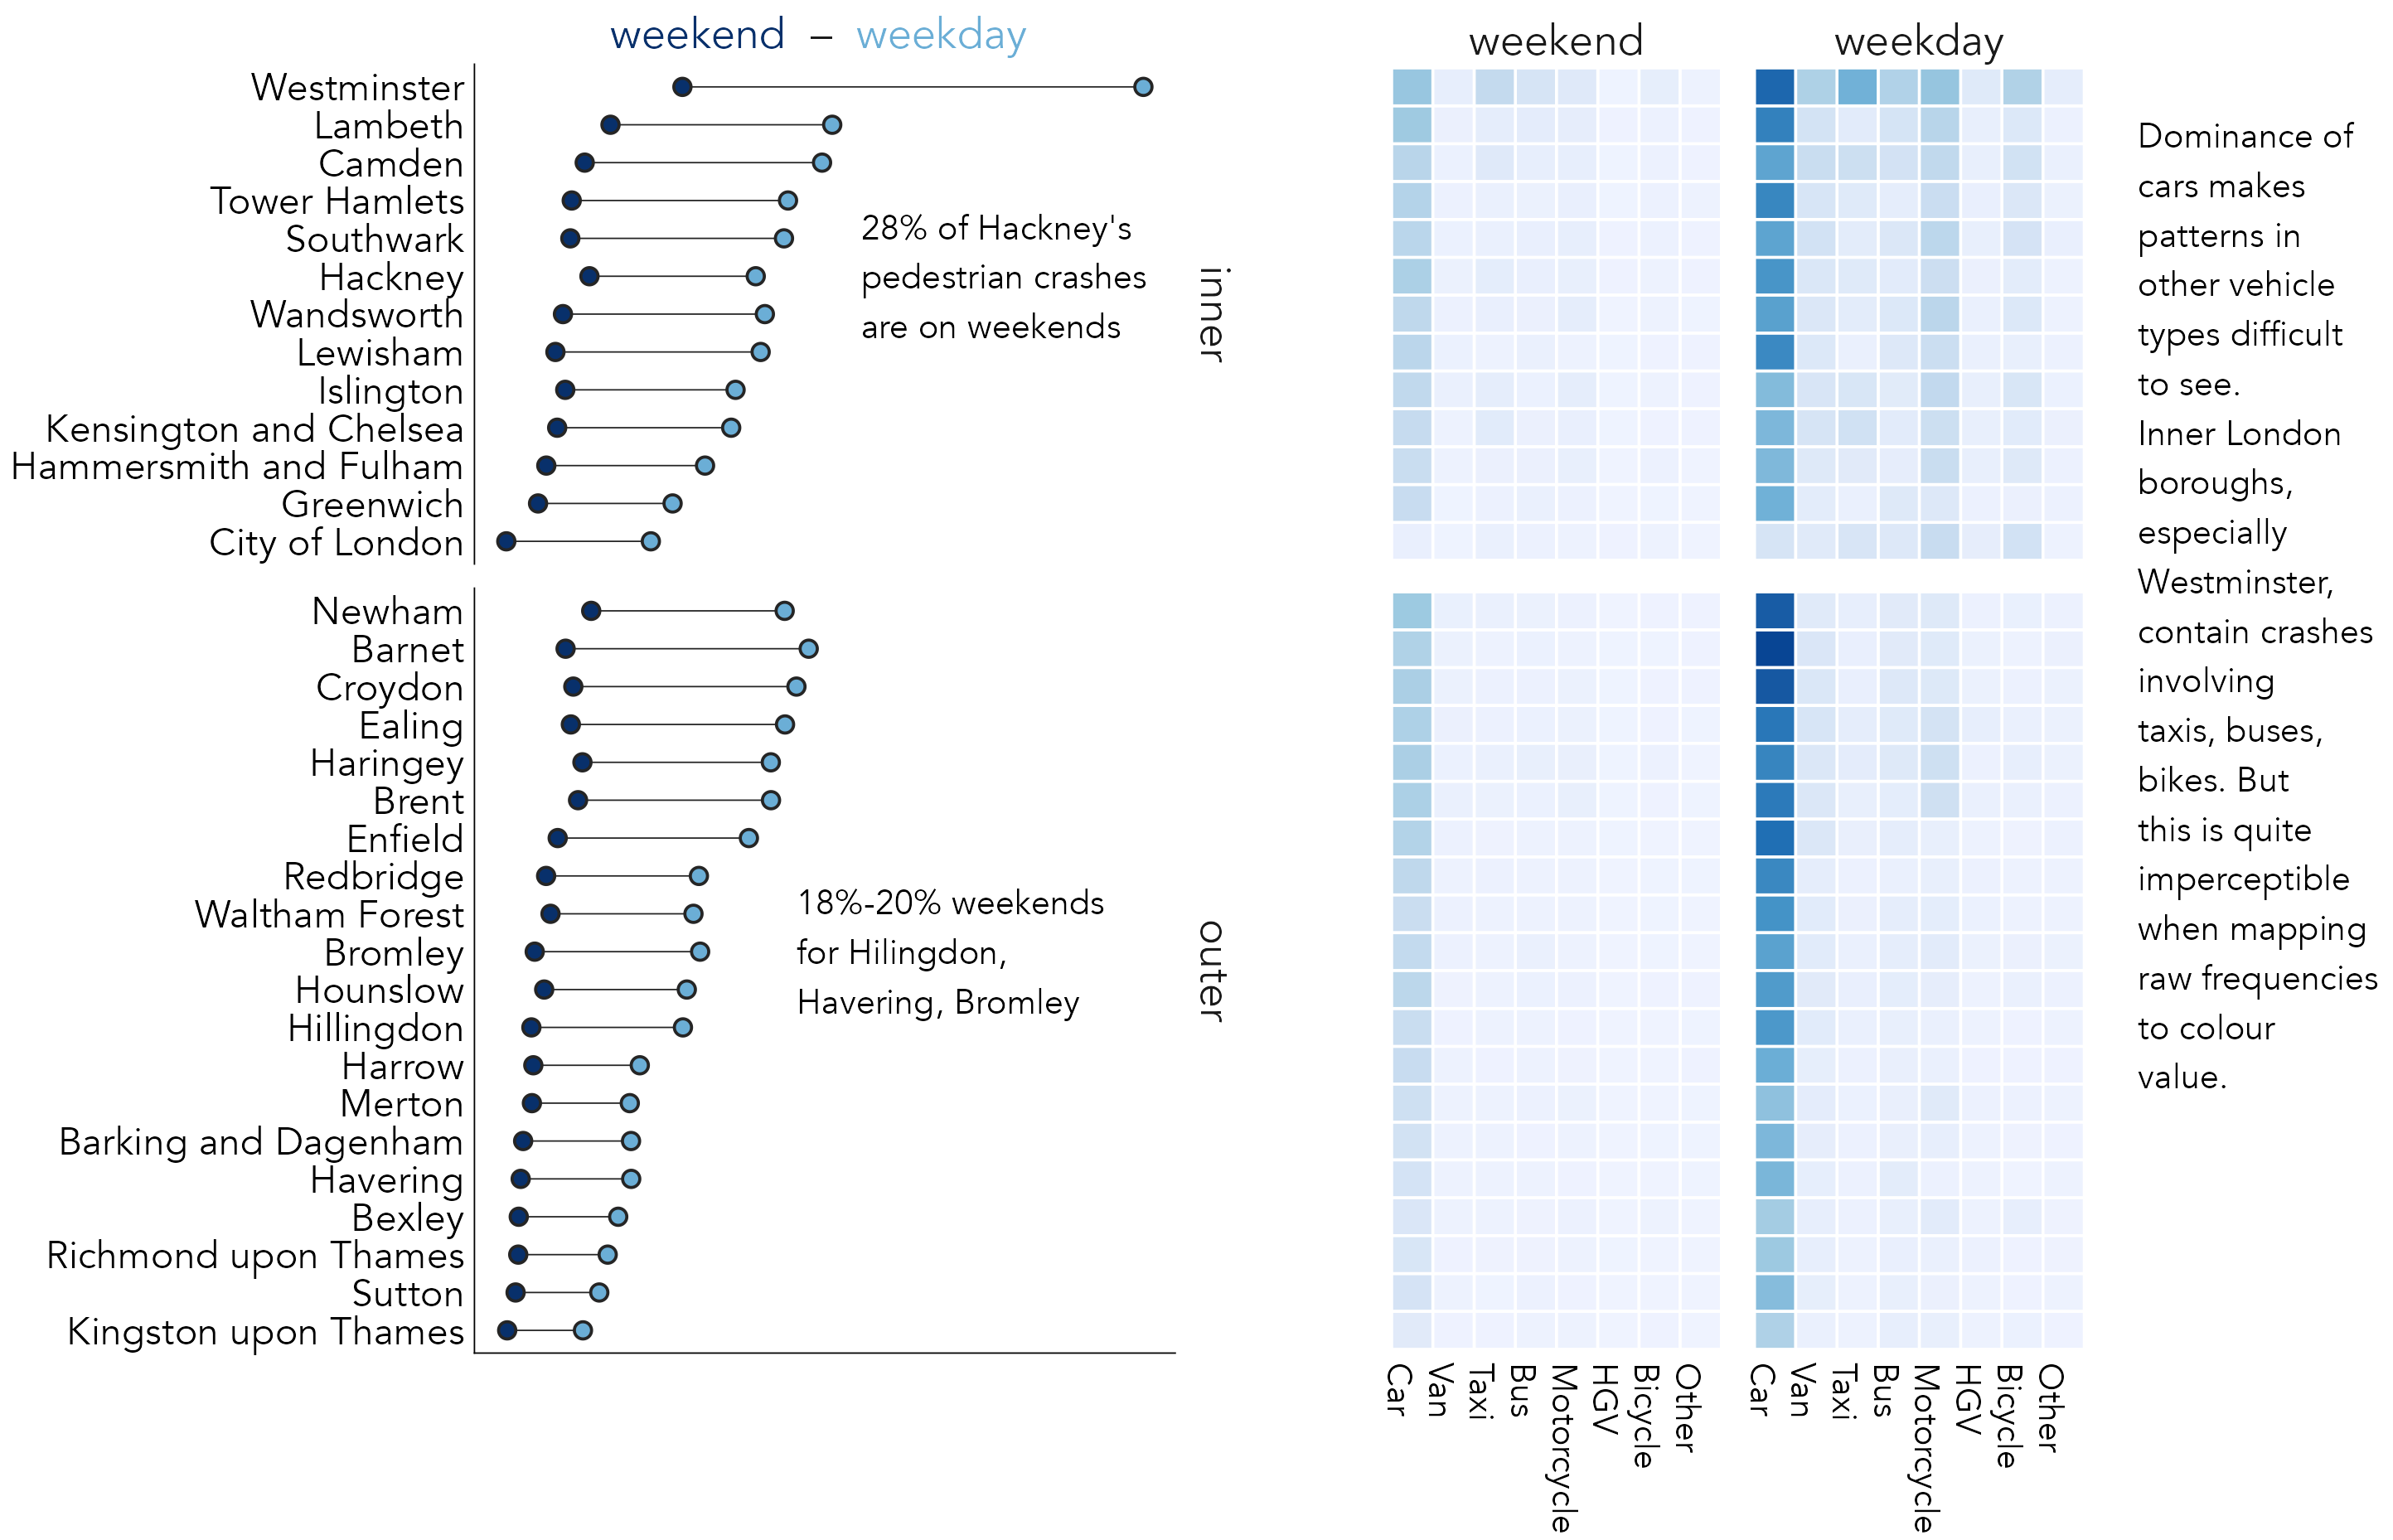 weekend – weekday
Westminster
Lambeth
Camden
Tower Hamlets
Southwark
Hackney
Wandsworth
Lewisham
Islington
Kensington and Chelsea
Hammersmith and Fulham
Greenwich
City of London
28% of Hackney's
pedestrian crashes
are on weekends
inner
Newham
Barnet
Croydon
Ealing
Haringey
Brent
Enfield
Redbridge
Waltham Forest
Bromley
Hounslow
Hillingdon
Harrow
Merton
Barking and Dagenham
Havering
Bexley
Richmond upon Thames
Sutton
Kingston upon Thames
18%-20% weekends
for Hilingdon,
Havering, Bromley
outer
weekend
weekday
Car
Van
Taxi
Bus
Motorcycle
HGV
Bicycle
Other
Car
Van
Taxi
Bus
Motorcycle
HGV
Bicycle
Other
Dominance of
cars makes
patterns in
other vehicle
types difficult
to see.
Inner London
boroughs,
especially
Westminster,
contain crashes
involving
taxis, buses,
bikes. But
this is quite
imperceptible
when mapping
raw frequencies
to colour
value.